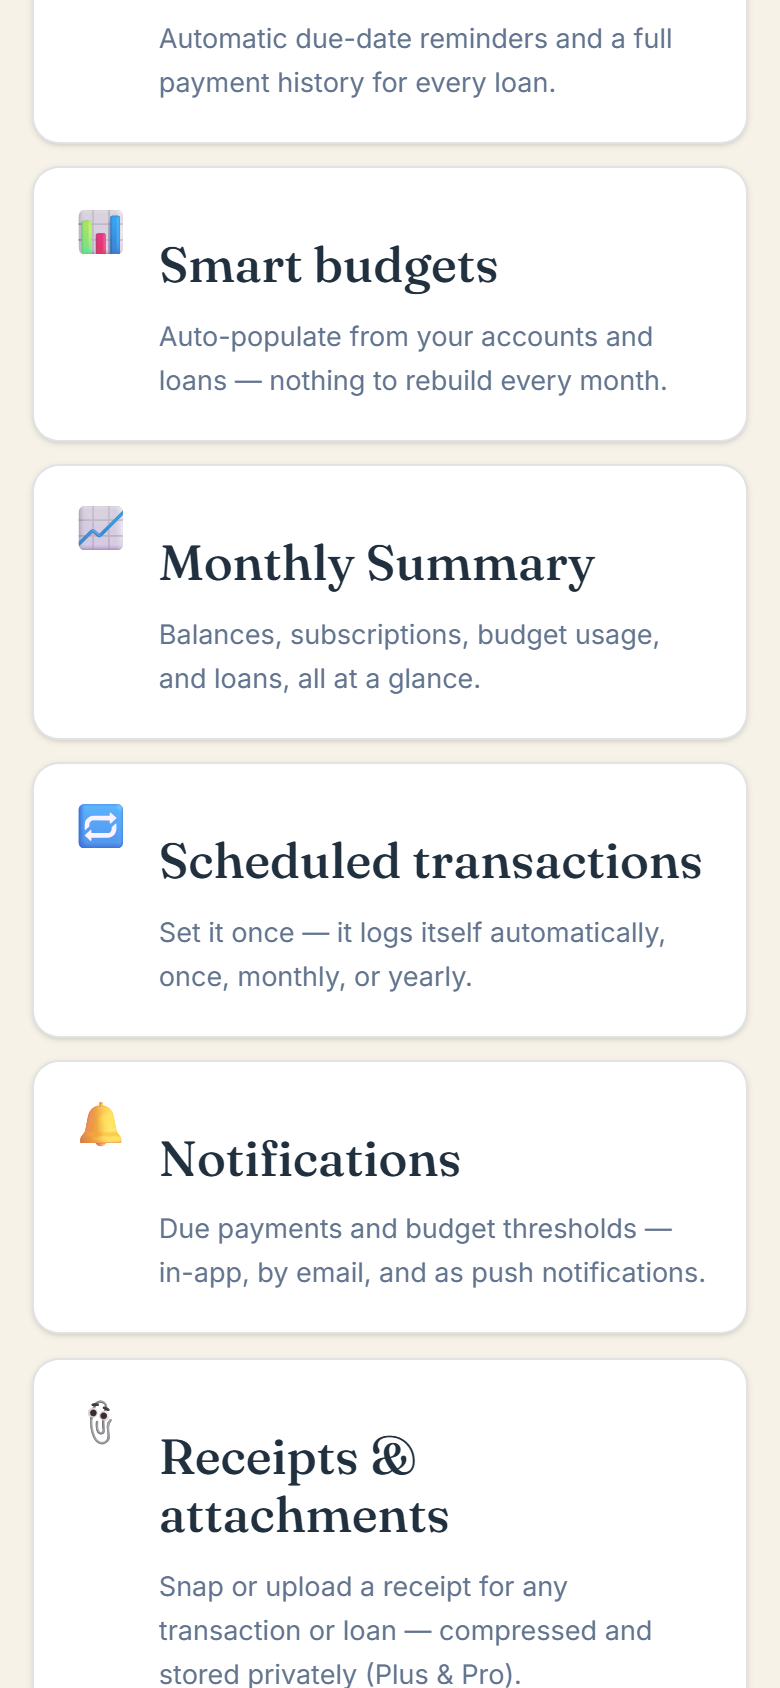 Automatic due-date reminders and a full
payment history for every loan.
Smart budgets
Auto-populate from your accounts and
loans — nothing to rebuild every month.
Monthly Summary
Balances, subscriptions, budget usage,
and loans, all at a glance.
Scheduled transactions
Set it once — it logs itself automatically,
once, monthly, or yearly.
Notifications
Due payments and budget thresholds —
in-app, by email, and as push notifications.
Receipts &
attachments
Snap or upload a receipt for any
transaction or loan — compressed and
stored privately (Plus & Pro).